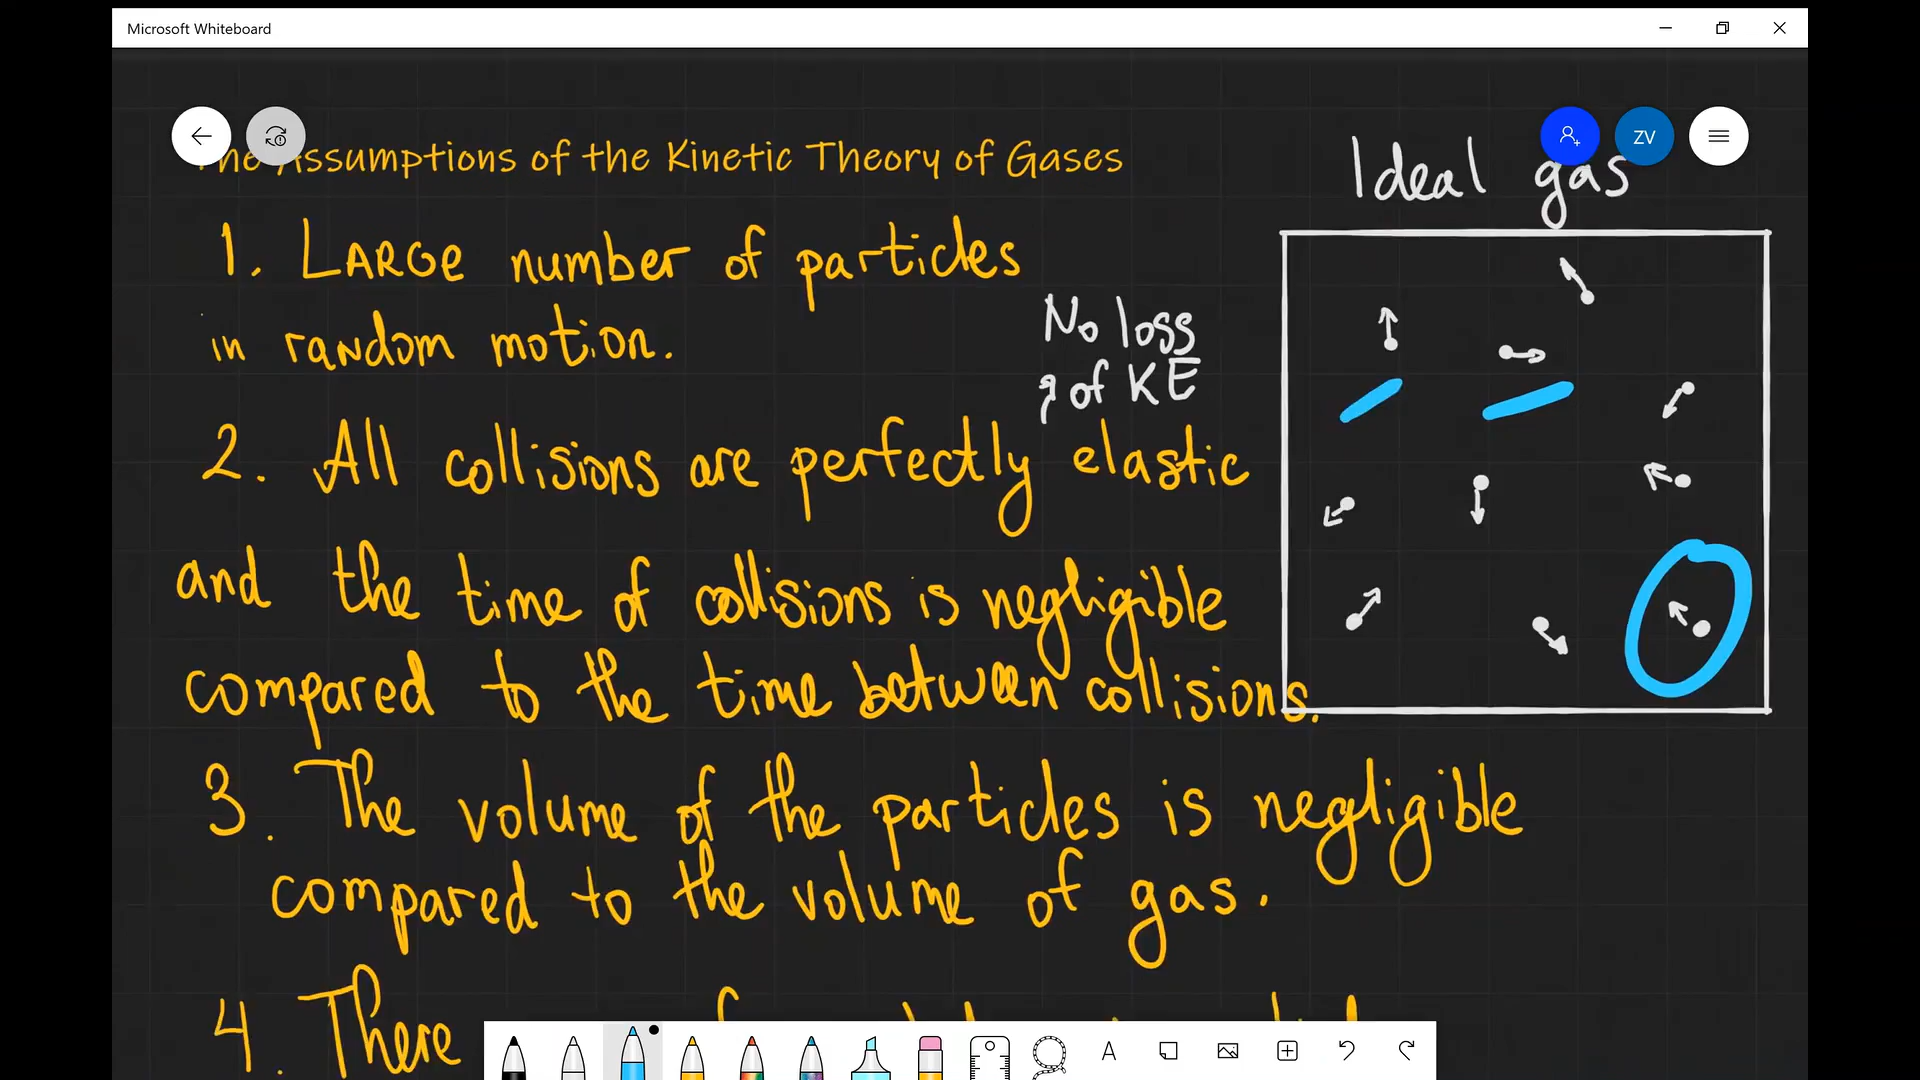 Microsoft Whiteboard
The Assumptions of the Kinetic Theory of Gases
ZV
Ideal gas
1. LARGE number of particles
in random motion.
No loss
of KE
2. All collisions are perfectly elastic
and the time of collisions is negligible
compared to the time between collisions.
3. The volume of the particles is negligible
compared to the volume of gas.
4. There